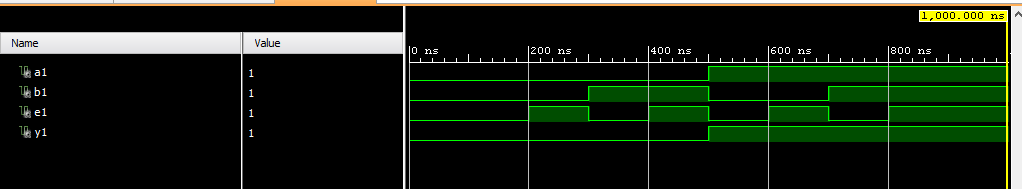 1,000.000 ns
Name Value
0 ns 200 ns 400 ns 600 ns 800 ns
a1 1
b1 1
e1 1
y1 1